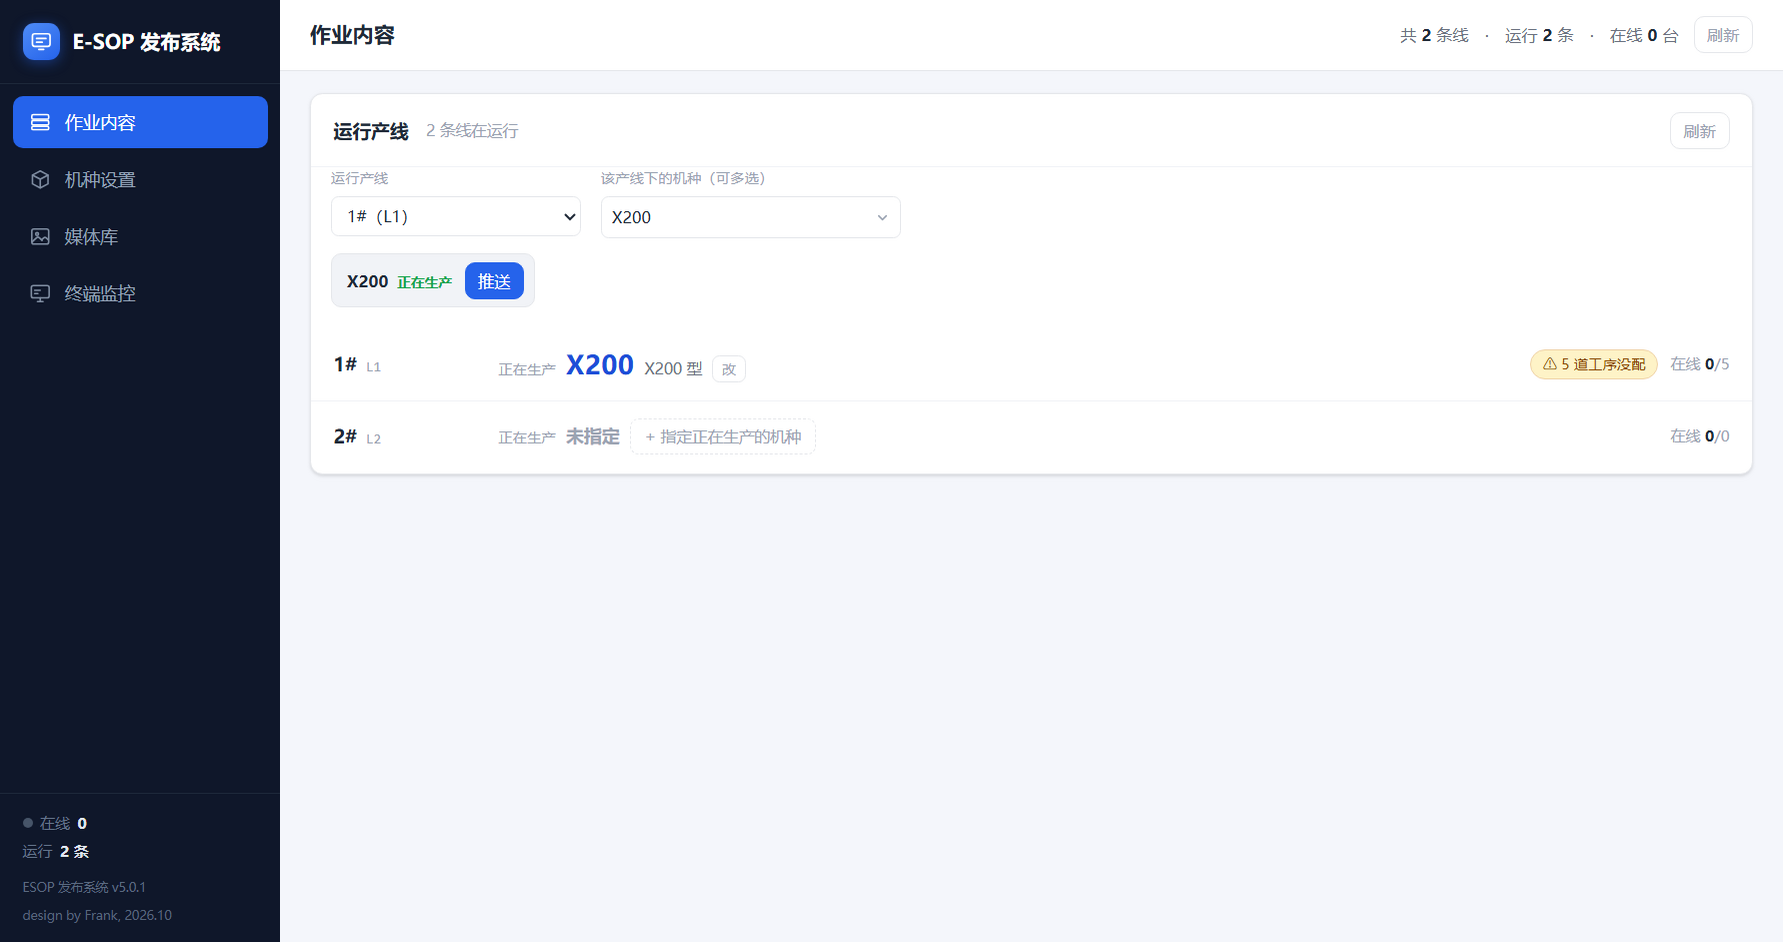 E-SOP 发布系统
作业内容
机种设置
媒体库
终端监控
在线 0
运行 2 条
ESOP 发布系统 v5.0.1
design by Frank, 2026.10
作业内容
共 2 条线 · 运行 2 条 · 在线 0 台 刷新
运行产线 2 条线在运行 刷新
运行产线 该产线下的机种（可多选）
1#（L1） X200
X200 正在生产 推送
1# L1 正在生产 X200 X200 型 改 ⚠ 5 道工序没配 在线 0/5
2# L2 正在生产 未指定 + 指定正在生产的机种 在线 0/0